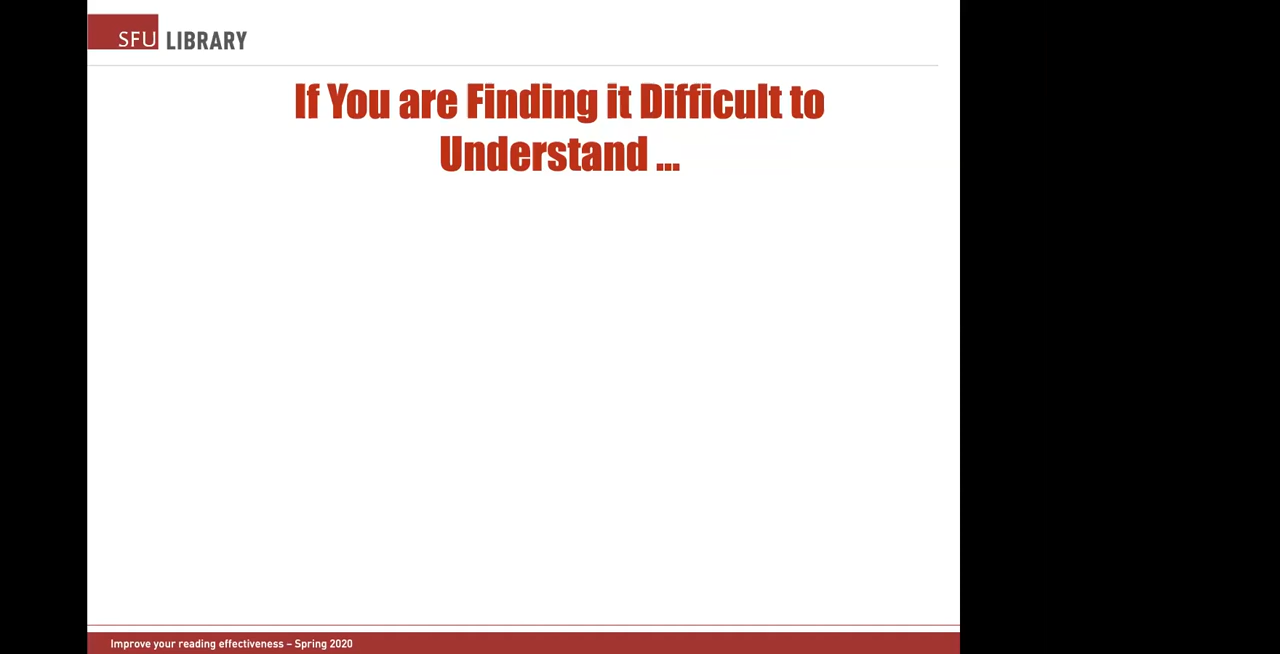 SFU LIBRARY
If You are Finding it Difficult to
Understand ...
Improve your reading effectiveness – Spring 2020